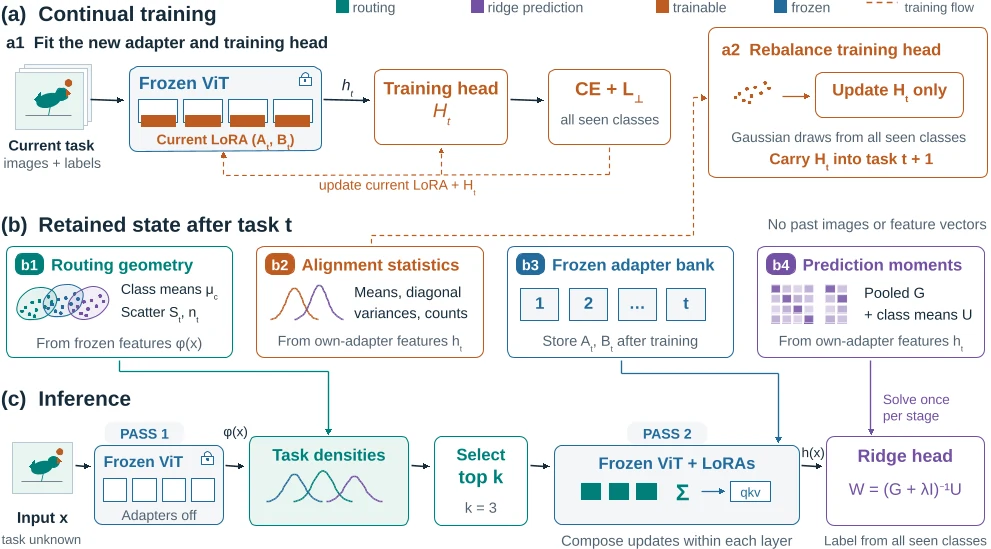 (a) Continual training
routing
ridge prediction
trainable
frozen
training flow
a1 Fit the new adapter and training head
Current task
images + labels
Frozen ViT
Current LoRA (Aₜ, Bₜ)
hₜ
Training head
Hₜ
CE + L⊥
all seen classes
update current LoRA + Hₜ
a2 Rebalance training head
Update Hₜ only
Gaussian draws from all seen classes
Carry Hₜ into task t + 1
(b) Retained state after task t
No past images or feature vectors
b1 Routing geometry
Class means μ_c
Scatter Sₜ, nₜ
From frozen features φ(x)
b2 Alignment statistics
Means, diagonal
variances, counts
From own-adapter features hₜ
b3 Frozen adapter bank
1 2 ... t
Store Aₜ, Bₜ after training
b4 Prediction moments
Pooled G
+ class means U
From own-adapter features hₜ
Solve once
per stage
(c) Inference
Input x
task unknown
PASS 1
Frozen ViT
Adapters off
φ(x)
Task densities
Select
top k
k = 3
PASS 2
Frozen ViT + LoRAs
Σ
qkv
Compose updates within each layer
h(x)
Ridge head
W = (G + λI)⁻¹U
Label from all seen classes